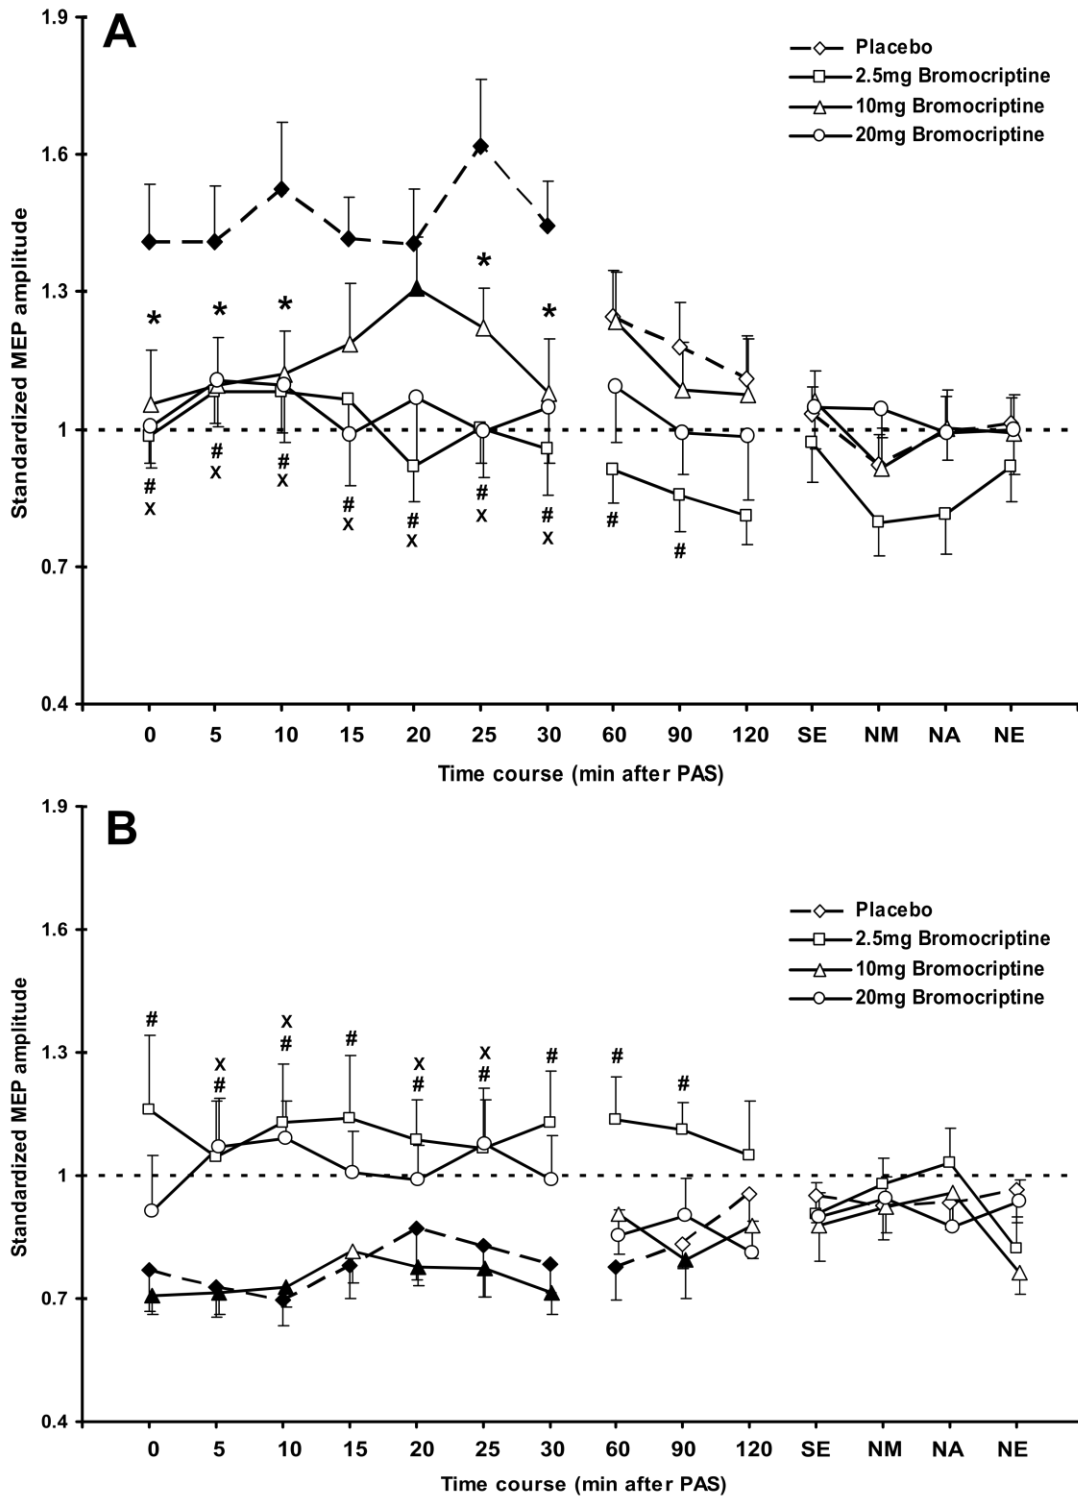 A
1.9
Placebo
2.5mg Bromocriptine
10mg Bromocriptine
20mg Bromocriptine
Standardized MEP amplitude
1.6
1.3
* * * * *
1
# # # # # # #
x x x x x x x
# #
0.7
0.4
0 5 10 15 20 25 30 60 90 120 SE NM NA NE
Time course (min after PAS)
B
1.9
Placebo
2.5mg Bromocriptine
10mg Bromocriptine
20mg Bromocriptine
Standardized MEP amplitude
1.6
x x x x
# # # # # # # # #
1.3
1
0.7
0.4
0 5 10 15 20 25 30 60 90 120 SE NM NA NE
Time course (min after PAS)